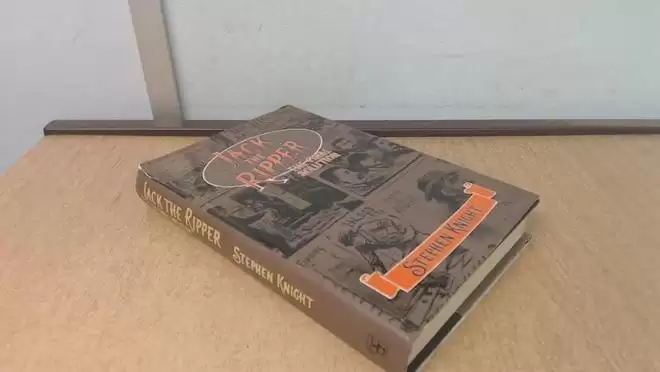 JACK
THE
RIPPER
THE FINAL
SOLUTION
STEPHEN KNIGHT
JACK THE RIPPER STEPHEN KNIGHT